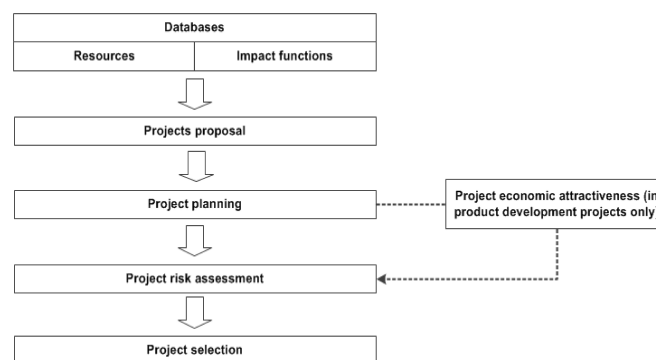 Databases
Resources
Impact functions
Projects proposal
Project planning
Project economic attractiveness (in
product development projects only)
Project risk assessment
Project selection